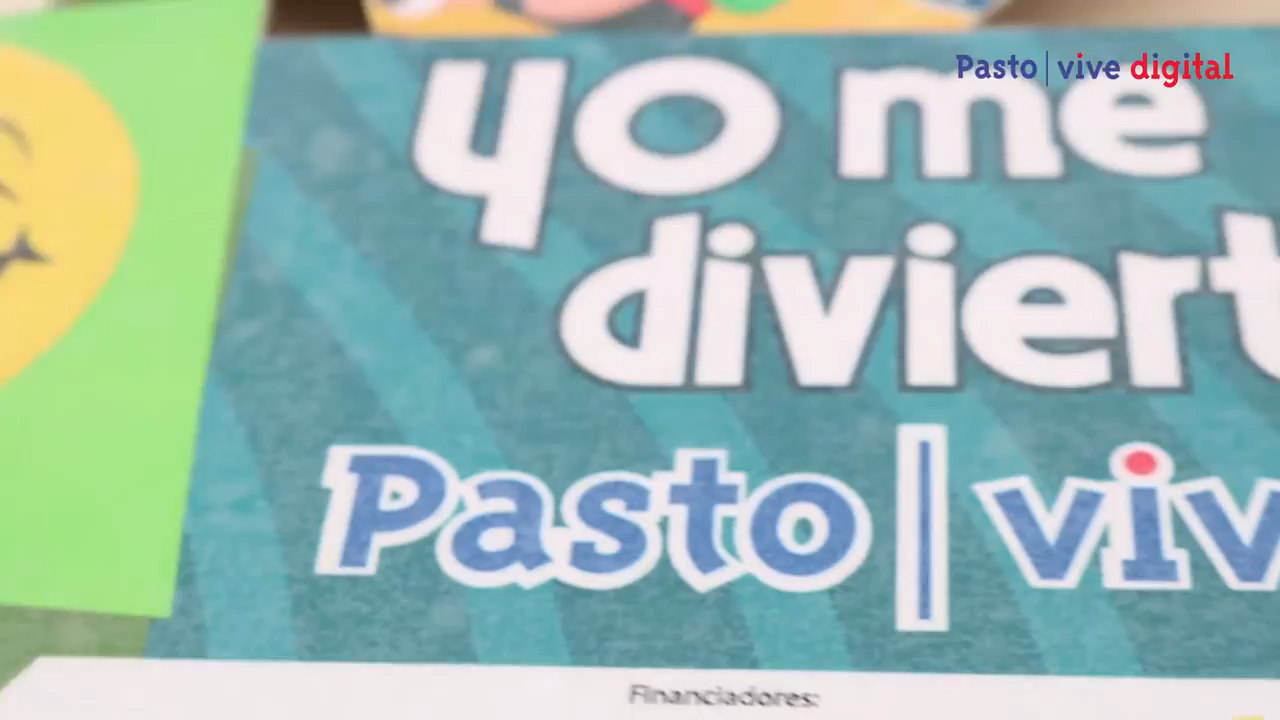 Pasto | vive digital
yo me
diviert
Pasto | viv
Financiadores: